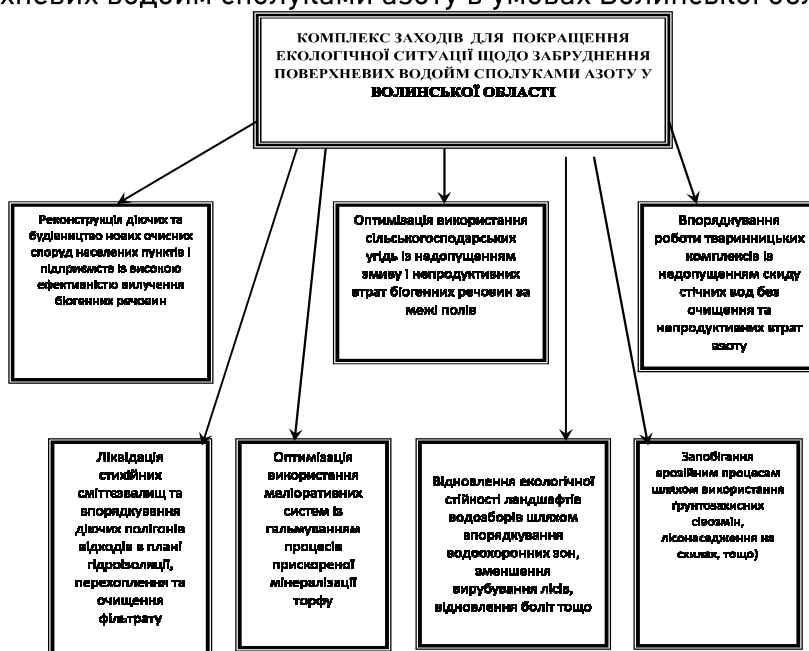 хневих водойм сполуками азоту в умовах Волинської обл
КОМПЛЕКС ЗАХОДІВ ДЛЯ ПОКРАЩЕННЯ
ЕКОЛОГІЧНОЇ СИТУАЦІЇ ЩОДО ЗАБРУДНЕННЯ
ПОВЕРХНЕВИХ ВОДОЙМ СПОЛУКАМИ АЗОТУ У
ВОЛИНСЬКОЇ ОБЛАСТІ
Реконструкція діючих та
будівництво нових очисних
споруд населених пунктів і
підприємств із високою
ефективністю вилучення
біогенних речовин
Оптимізація використання
сільськогосподарських
угідь із недопущенням
змиву і непродуктивних
втрат біогенних речовин за
межі полів
Впорядкування
роботи тваринницьких
комплексів із
недопущенням скиду
стічних вод без
очищення та
непродуктивних втрат
азоту
Ліквідація
стихійних
сміттєзвалищ та
впорядкування
діючих полігонів
відходів в плані
гідроізоляції,
перехоплення та
очищення
фільтрату
Оптимізація
використання
меліоративних
систем із
гальмуванням
процесів
прискореної
мінералізації
торфу
Відновлення екологічної
стійкості ландшафтів
водозборів шляхом
впорядкування
водоохоронних зон,
зменшення
вирубування лісів,
відновлення боліт тощо
Запобігання
ерозійним процесам
шляхом використання
ґрунтозахисних
сівозмін,
лісонасадження на
схилах, тощо)